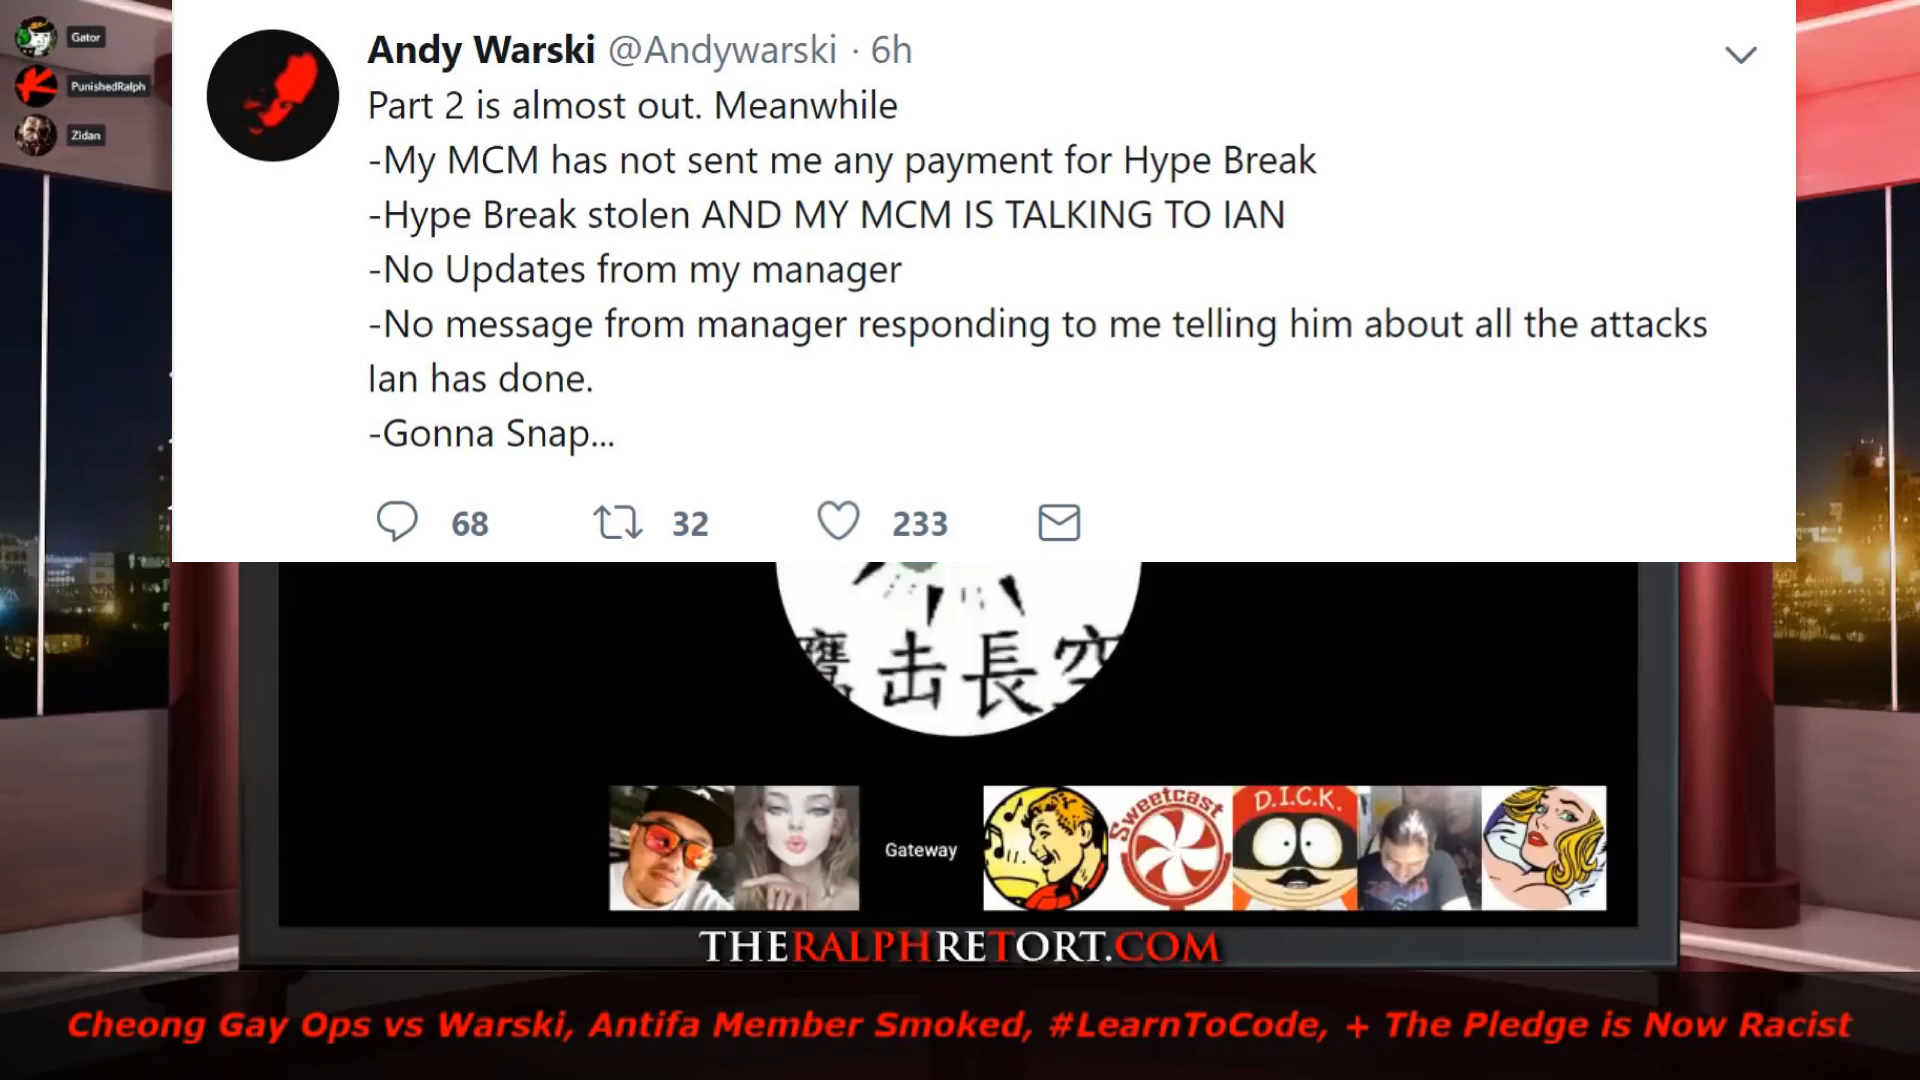 Gator
PunishedRalph
Zidan
Andy Warski @Andywarski · 6h
Part 2 is almost out. Meanwhile
-My MCM has not sent me any payment for Hype Break
-Hype Break stolen AND MY MCM IS TALKING TO IAN
-No Updates from my manager
-No message from manager responding to me telling him about all the attacks
Ian has done.
-Gonna Snap...
68 32 233
鷹击長空
Gateway
Sweetcast
D.I.C.K.
THERALPHRETORT.COM
Cheong Gay Ops vs Warski, Antifa Member Smoked, #LearnToCode, + The Pledge is Now Racist